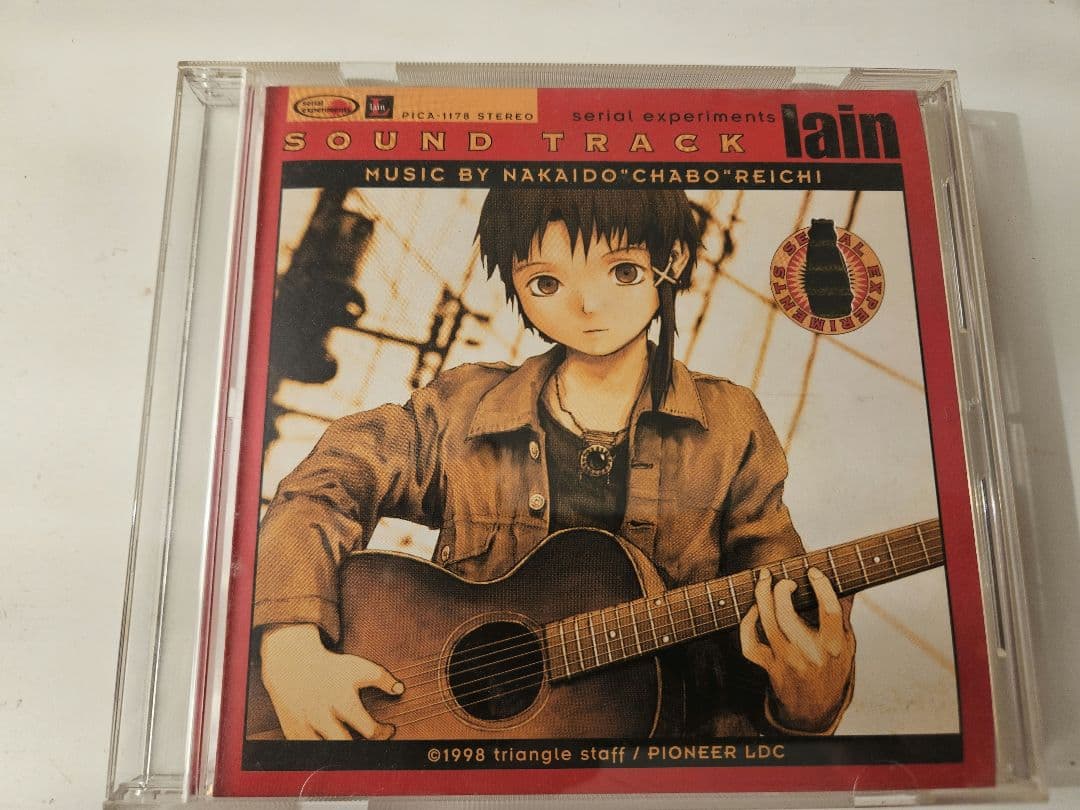 serial experiments
lain
PICA-1178 STEREO
serial experiments
lain
SOUND TRACK
MUSIC BY NAKAIDO"CHABO"REICHI
SERIAL EXPERIMENTS
©1998 triangle staff / PIONEER LDC